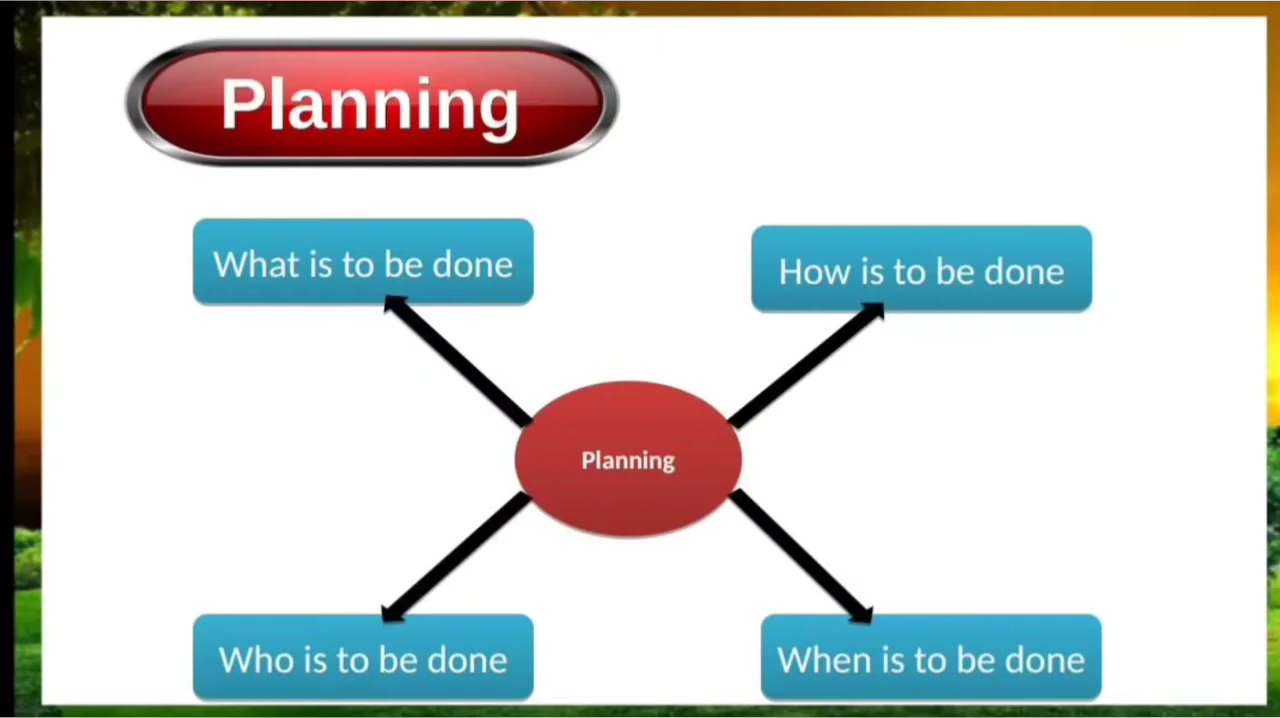 Planning
What is to be done
How is to be done
Planning
Who is to be done
When is to be done